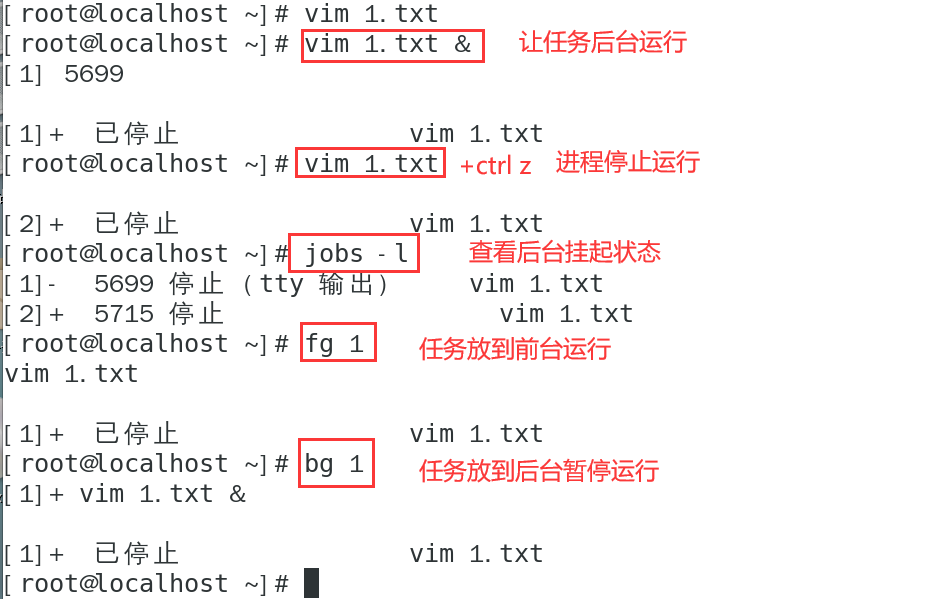 [root@localhost ~]# vim 1.txt
[root@localhost ~]# vim 1.txt & 让任务后台运行
[1] 5699
[1]+ 已停止 vim 1.txt
[root@localhost ~]# vim 1.txt +ctrl z 进程停止运行
[2]+ 已停止 vim 1.txt
[root@localhost ~]# jobs -l 查看后台挂起状态
[1]- 5699 停止（tty 输出） vim 1.txt
[2]+ 5715 停止 vim 1.txt
[root@localhost ~]# fg 1 任务放到前台运行
vim 1.txt
[1]+ 已停止 vim 1.txt
[root@localhost ~]# bg 1 任务放到后台暂停运行
[1]+ vim 1.txt &
[1]+ 已停止 vim 1.txt
[root@localhost ~]#